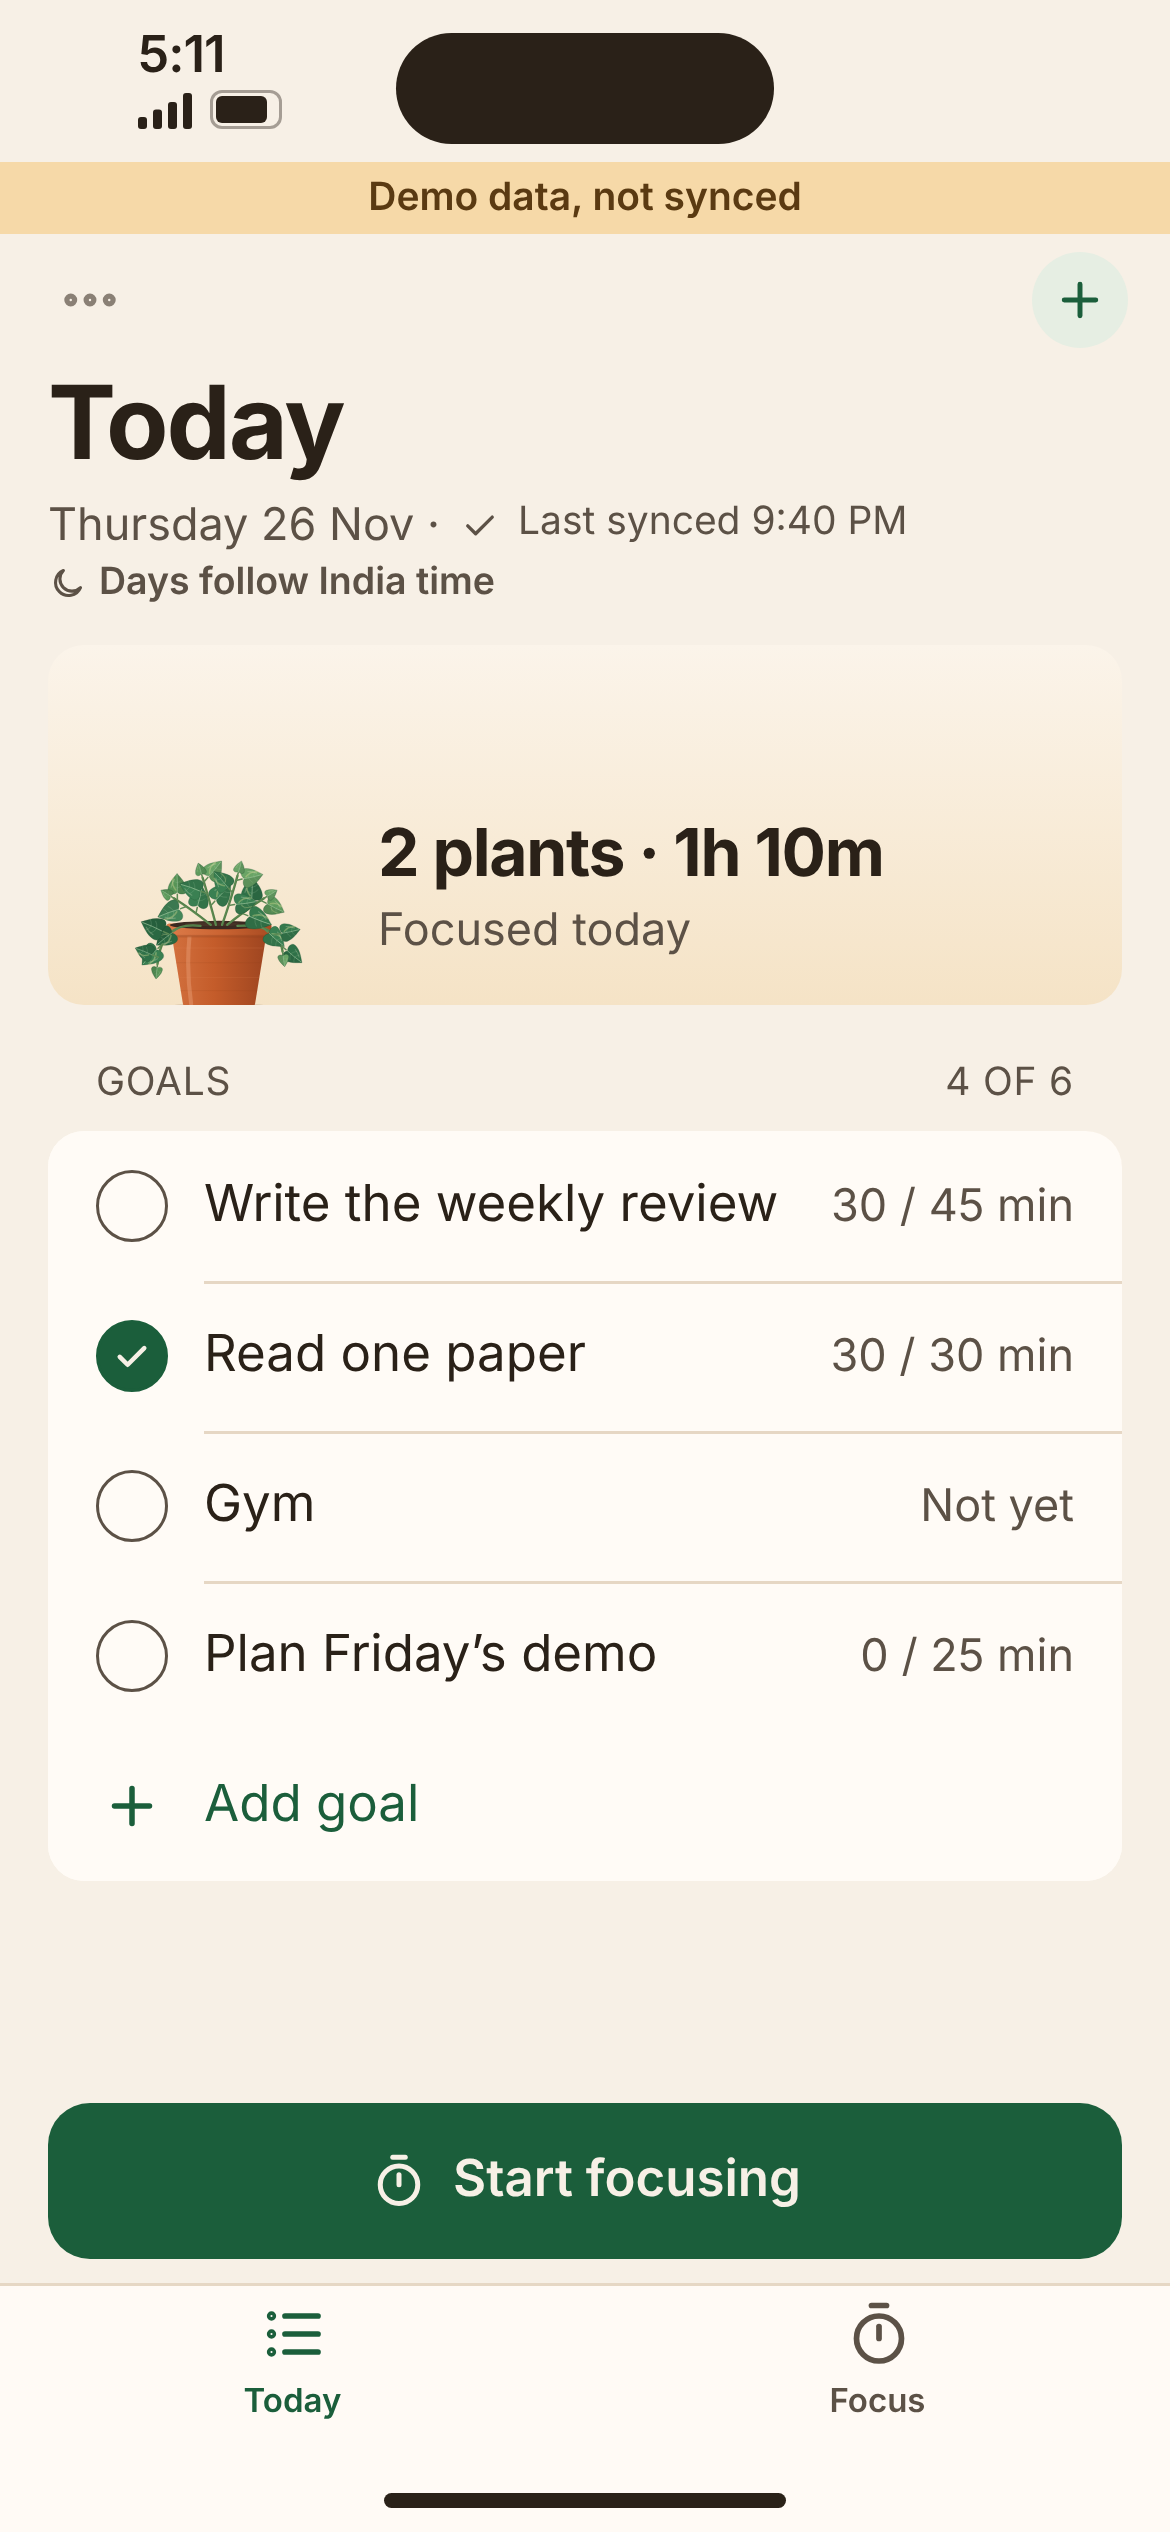 5:11
Demo data, not synced
Today
Thursday 26 Nov · Last synced 9:40 PM
Days follow India time
2 plants · 1h 10m
Focused today
GOALS 4 OF 6
Write the weekly review 30 / 45 min
Read one paper 30 / 30 min
Gym Not yet
Plan Friday’s demo 0 / 25 min
Add goal
Start focusing
Today Focus